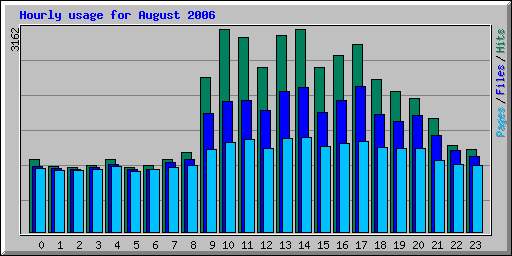 Hourly usage for August 2006
3162
Pages / Files / Hits
0 1 2 3 4 5 6 7 8 9 10 11 12 13 14 15 16 17 18 19 20 21 22 23